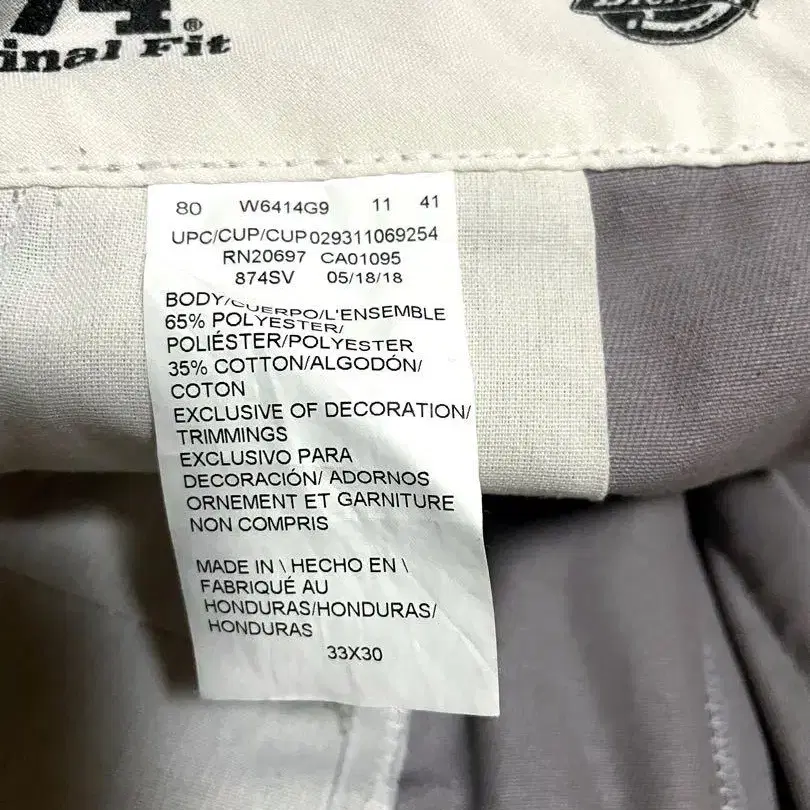 ®
inal Fit
80 W6414G9 11 41
UPC/CUP/CUP029311069254
RN20697 CA01095
874SV 05/18/18
BODY/CUERPO/L'ENSEMBLE
65% POLYESTER/
POLIÉSTER/POLYESTER
35% COTTON/ALGODÓN/
COTON
EXCLUSIVE OF DECORATION/
TRIMMINGS
EXCLUSIVO PARA
DECORACIÓN/ ADORNOS
ORNEMENT ET GARNITURE
NON COMPRIS
MADE IN \ HECHO EN \
FABRIQUÉ AU
HONDURAS/HONDURAS/
HONDURAS
33X30